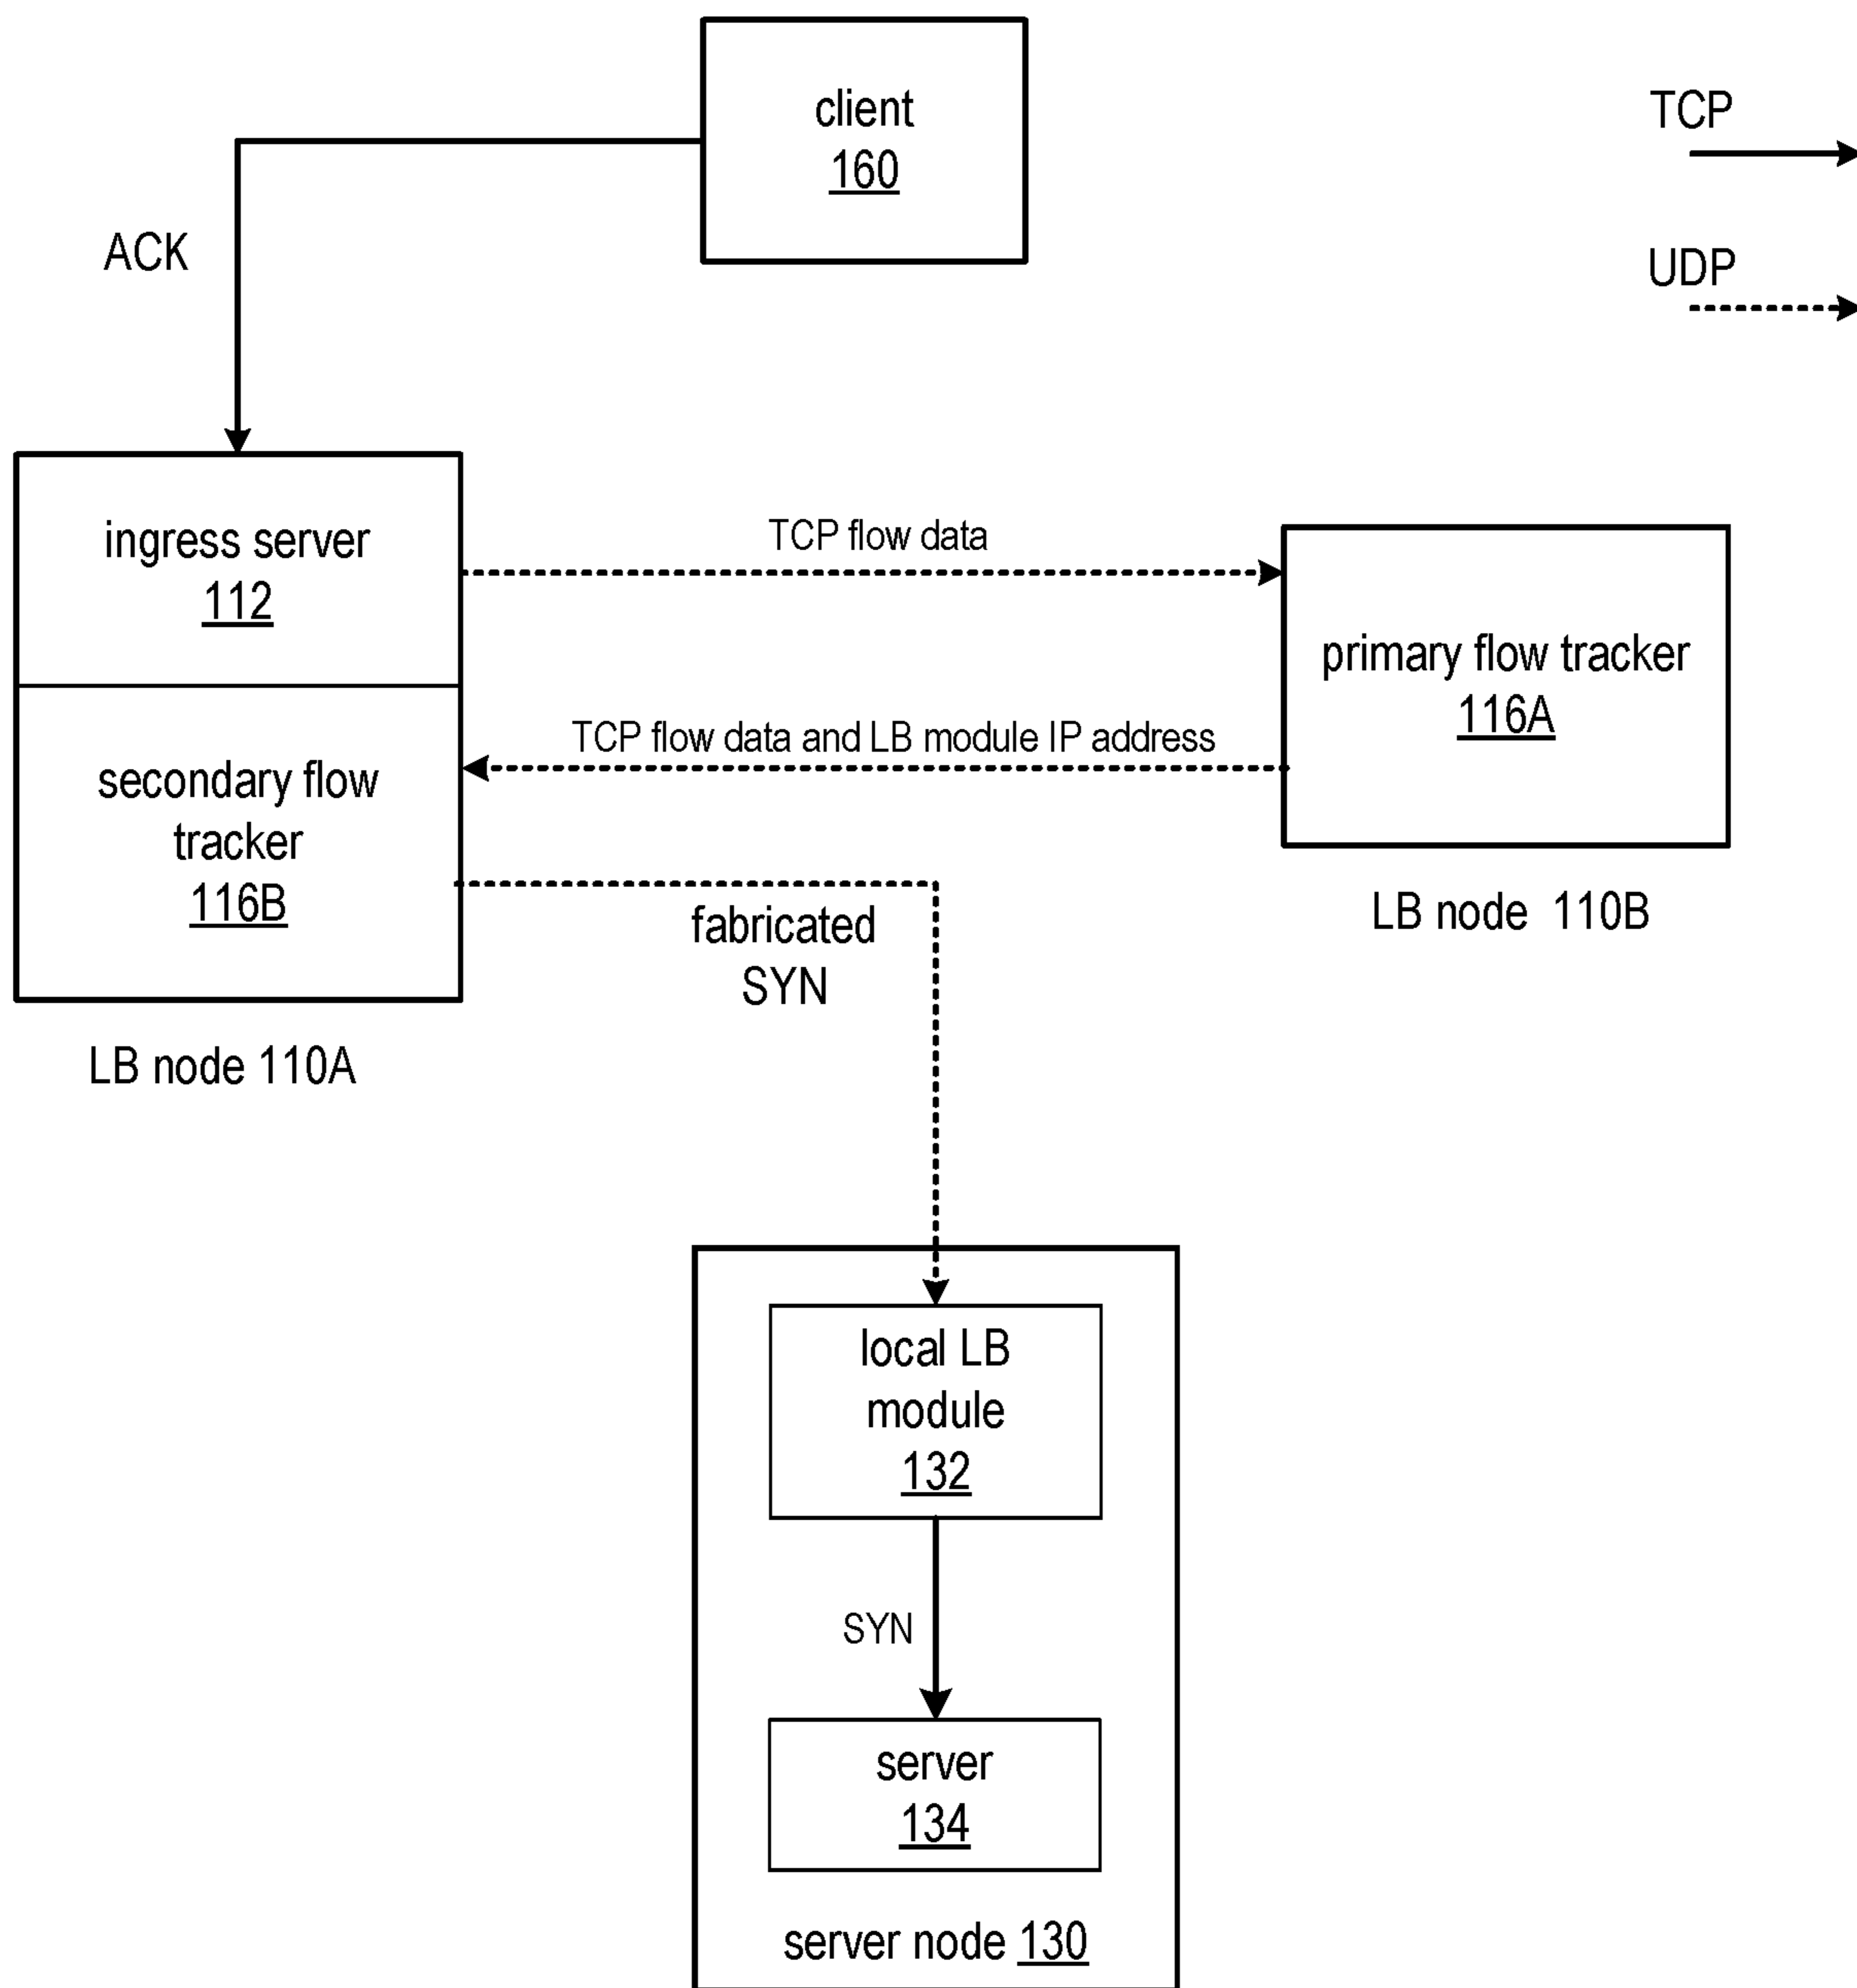 client
160
TCP
ACK
UDP
ingress server
112
TCP flow data
primary flow tracker
116A
TCP flow data and LB module IP address
secondary flow
tracker
116B
fabricated
SYN
LB node 110B
LB node 110A
local LB
module
132
SYN
server
134
server node 130